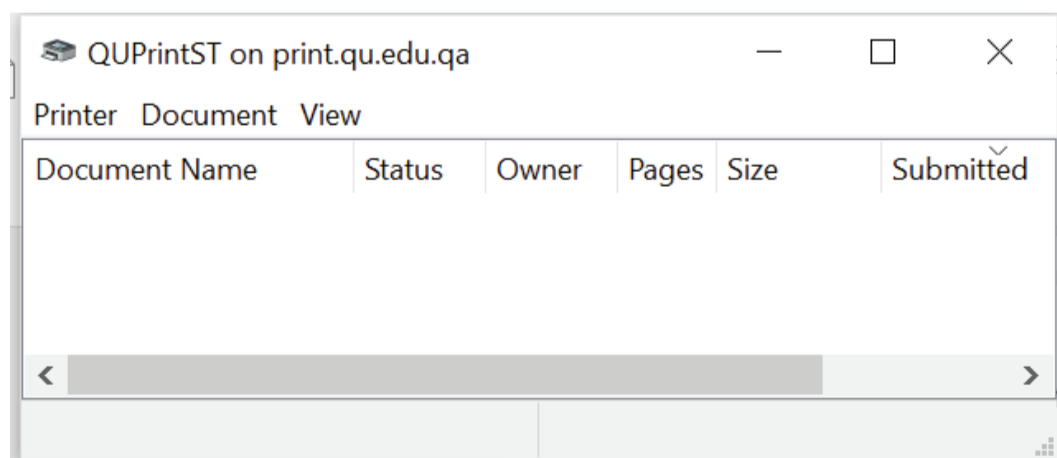 QUPrintST on print.qu.edu.qa
Printer Document View
Document Name Status Owner Pages Size Submitted